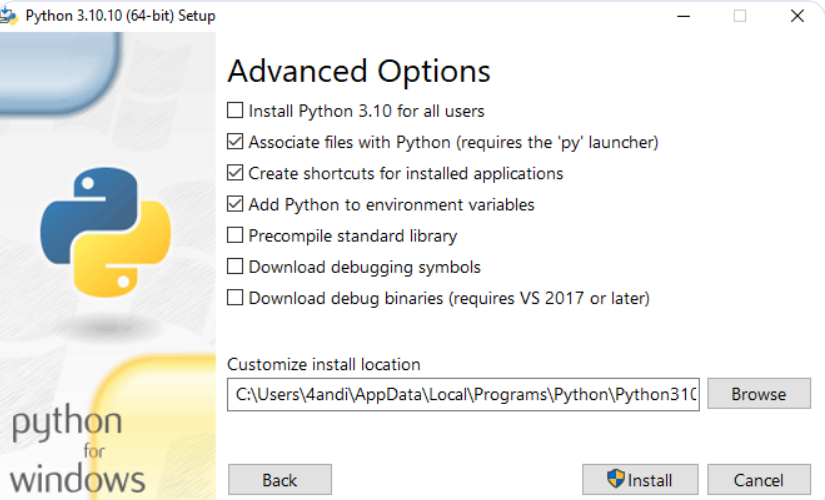 Python 3.10.10 (64-bit) Setup
Advanced Options
Install Python 3.10 for all users
Associate files with Python (requires the 'py' launcher)
Create shortcuts for installed applications
Add Python to environment variables
Precompile standard library
Download debugging symbols
Download debug binaries (requires VS 2017 or later)
Customize install location
C:\Users\4andi\AppData\Local\Programs\Python\Python310
Browse
python
for
windows
Back
Install
Cancel